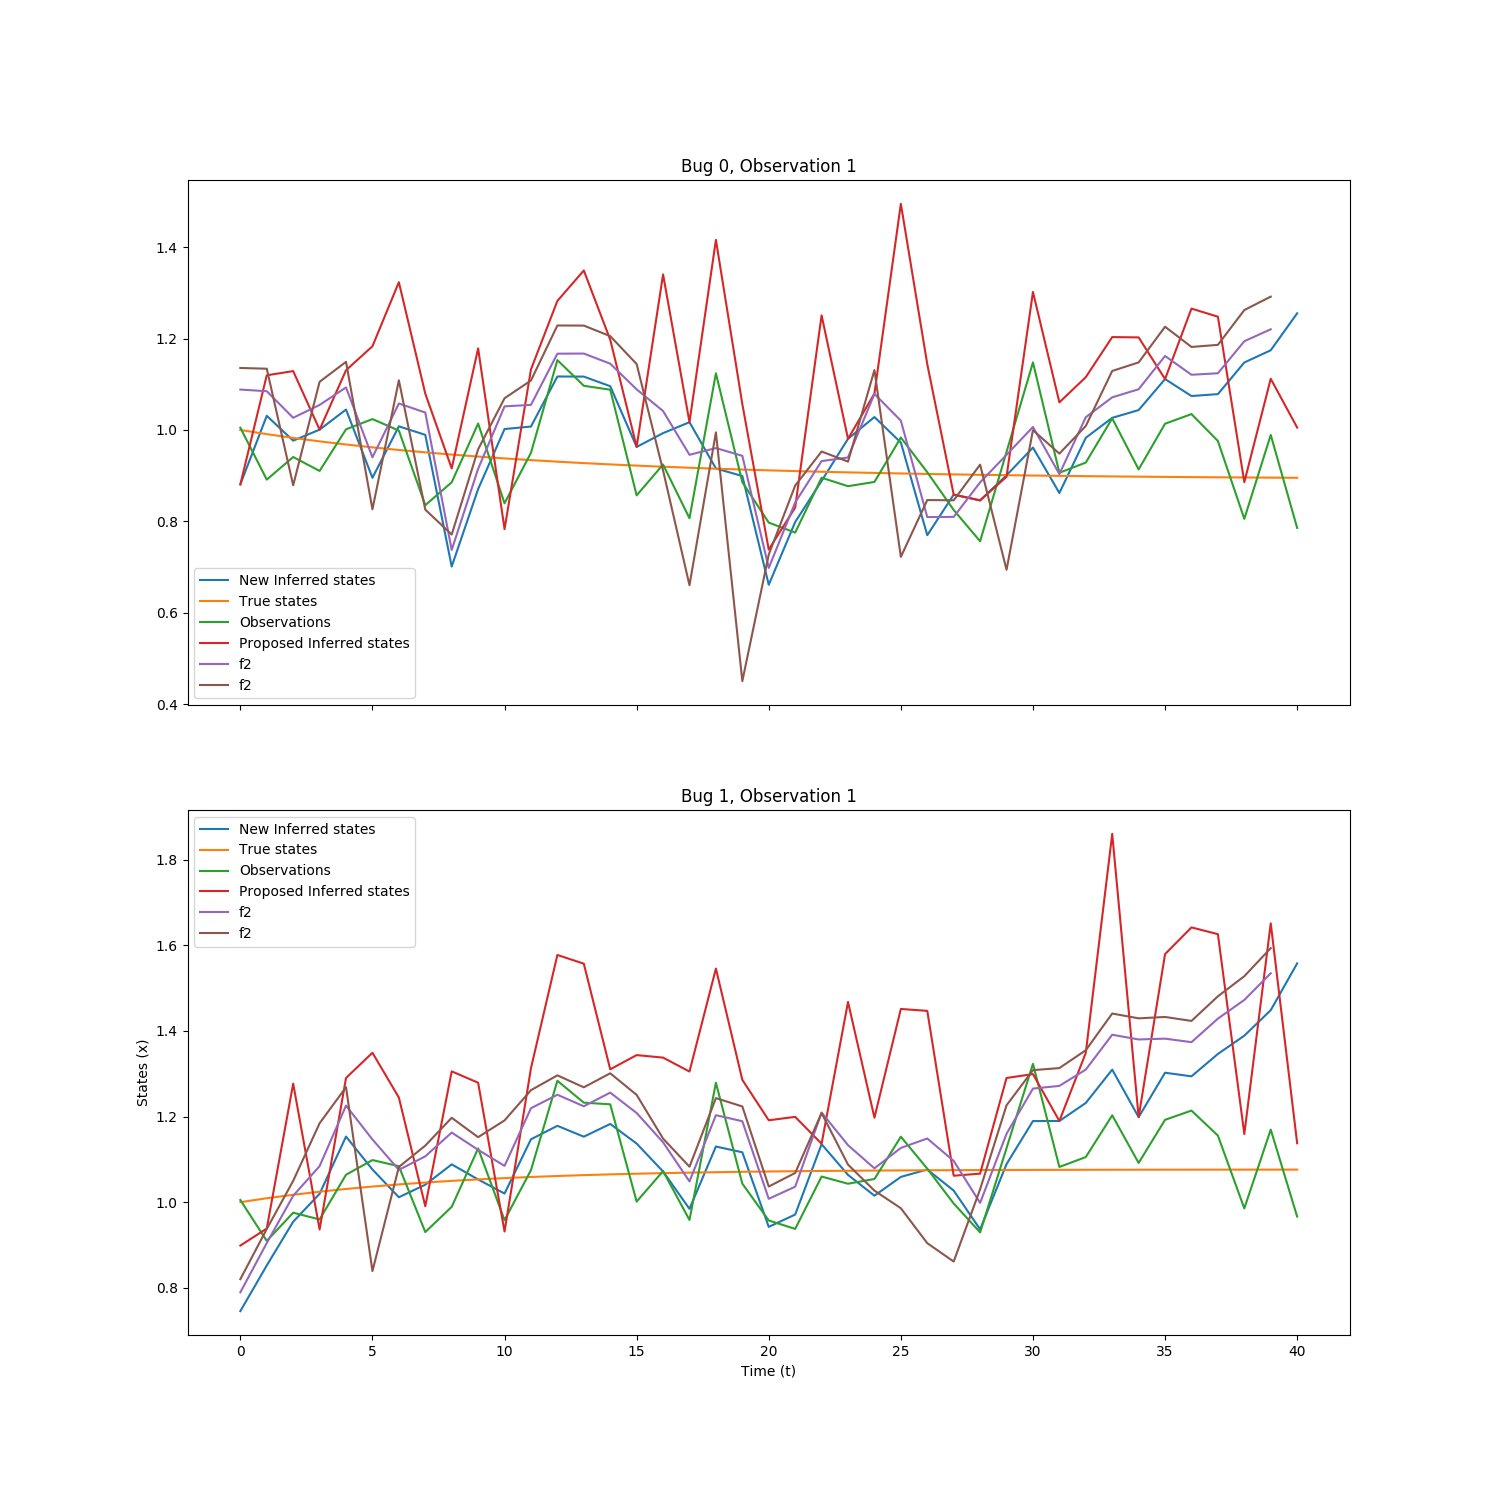 Bug 0, Observation 1
1.4
1.2
1.0
0.8
0.6
0.4
New Inferred states
True states
Observations
Proposed Inferred states
f2
f2
Bug 1, Observation 1
States (x)
1.8
1.6
1.4
1.2
1.0
0.8
New Inferred states
True states
Observations
Proposed Inferred states
f2
f2
0 5 10 15 20 25 30 35 40
Time (t)